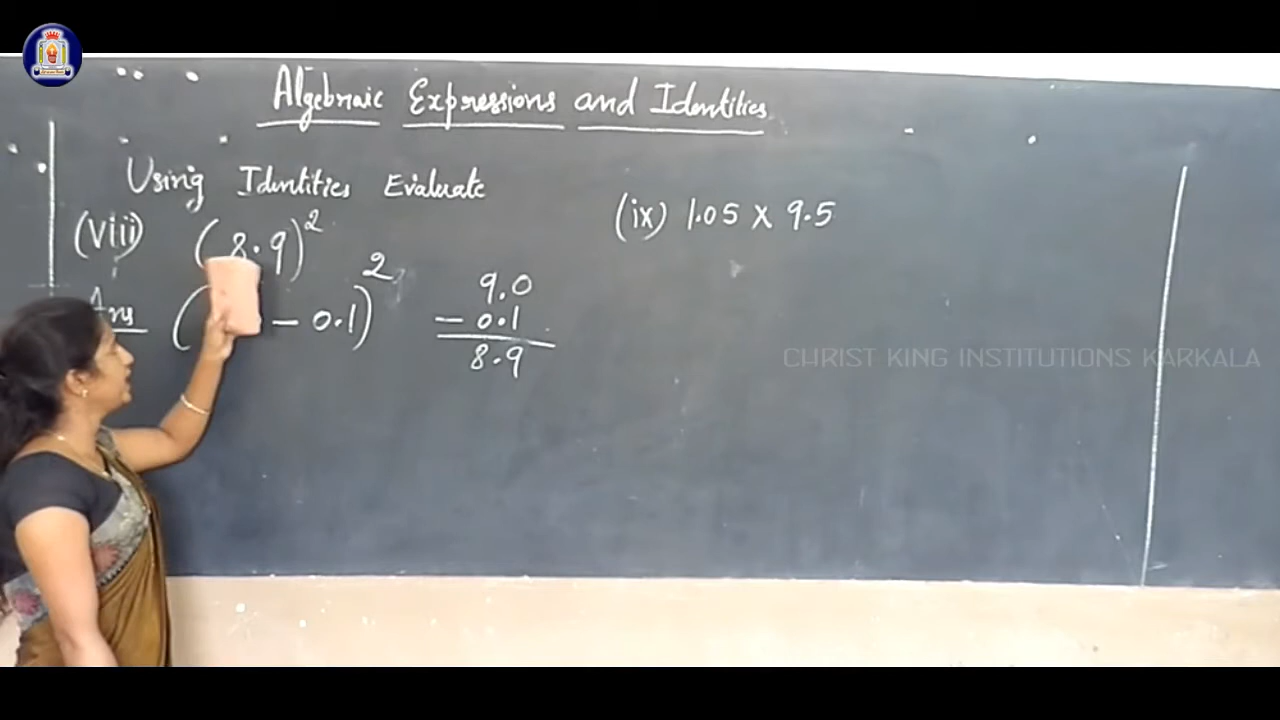 Algebraic Expressions and Identities
Using Identities Evaluate
(viii) (8.9)²
Ans ( - 0.1)²
9.0
- 0.1
8.9
(ix) 1.05 x 9.5
CHRIST KING INSTITUTIONS KARKALA